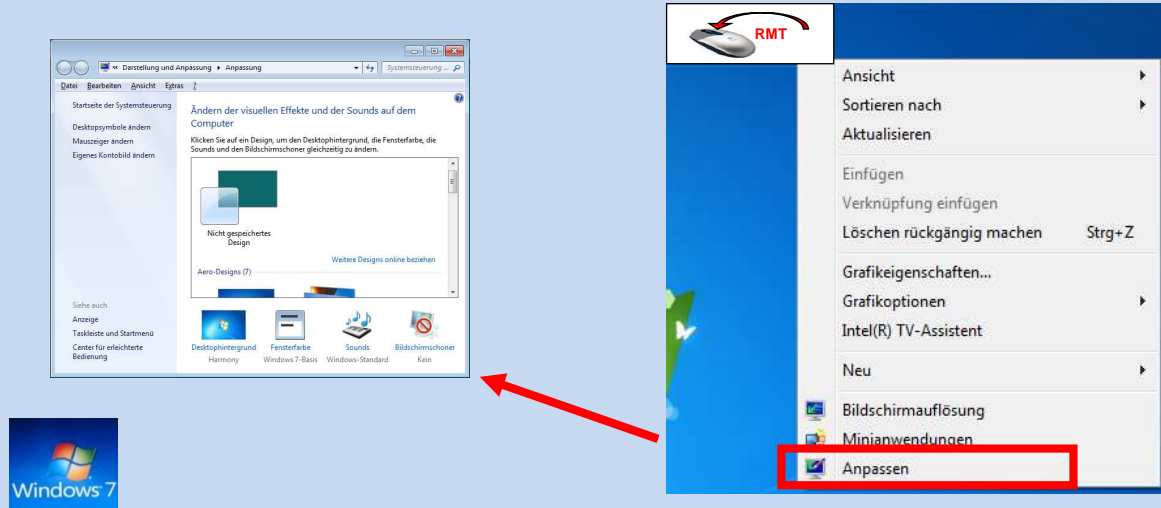 « Darstellung und Anpassung ▸ Anpassung
Systemsteuerung ...
Datei Bearbeiten Ansicht Extras ?
Startseite der Systemsteuerung
Desktopsymbole ändern
Mauszeiger ändern
Eigenes Kontobild ändern
Ändern der visuellen Effekte und der Sounds auf dem
Computer
Klicken Sie auf ein Design, um den Desktophintergrund, die Fensterfarbe, die
Sounds und den Bildschirmschoner gleichzeitig zu ändern.
Nicht gespeichertes
Design
Weitere Designs online beziehen
Aero-Designs (7)
Siehe auch
Anzeige
Taskleiste und Startmenü
Center für erleichterte
Bedienung
Desktophintergrund
Harmony
Fensterfarbe
Windows 7-Basis
Sounds
Windows-Standard
Bildschirmschoner
Kein
Windows 7
RMT
Ansicht
Sortieren nach
Aktualisieren
Einfügen
Verknüpfung einfügen
Löschen rückgängig machen Strg+Z
Grafikeigenschaften...
Grafikoptionen
Intel(R) TV-Assistent
Neu
Bildschirmauflösung
Minianwendungen
Anpassen